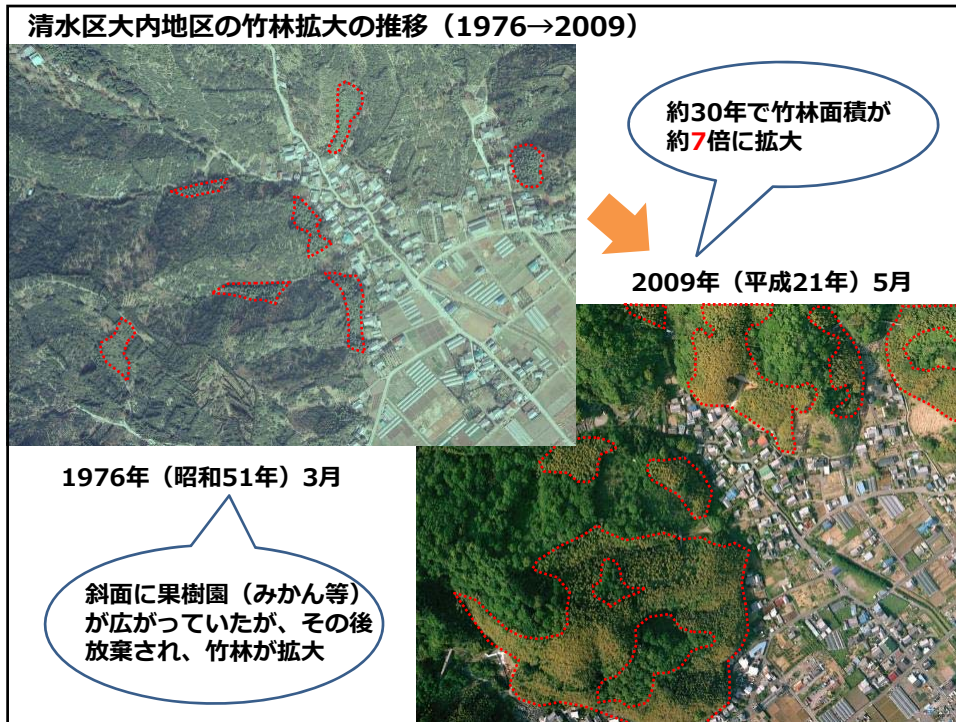 清水区大内地区の竹林拡大の推移（1976→2009）
約30年で竹林面積が
約7倍に拡大
2009年（平成21年）5月
1976年（昭和51年）3月
斜面に果樹園（みかん等）
が広がっていたが、その後
放棄され、竹林が拡大